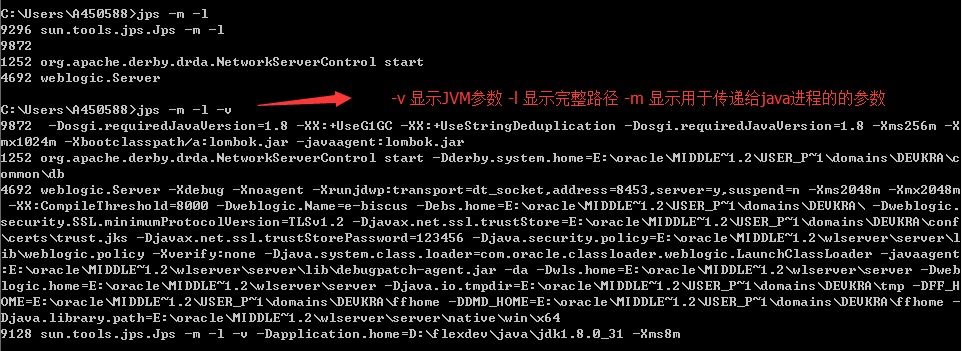 C:\Users\A450588>jps -m -l
9296 sun.tools.jps.Jps -m -l
9872
1252 org.apache.derby.drda.NetworkServerControl start
4692 weblogic.Server
-v 显示JVM参数 -l 显示完整路径 -m 显示用于传递给java进程的的参数
C:\Users\A450588>jps -m -l -v
9872  -Dosgi.requiredJavaVersion=1.8 -XX:+UseG1GC -XX:+UseStringDeduplication -Dosgi.requiredJavaVersion=1.8 -Xms256m -X
mx1024m -Xbootclasspath/a:lombok.jar -javaagent:lombok.jar
1252 org.apache.derby.drda.NetworkServerControl start -Dderby.system.home=E:\oracle\MIDDLE~1.2\USER_P~1\domains\DEVKRA\c
ommon\db
4692 weblogic.Server -Xdebug -Xnoagent -Xrunjdwp:transport=dt_socket,address=8453,server=y,suspend=n -Xms2048m -Xmx2048m
 -XX:CompileThreshold=8000 -Dweblogic.Name=e-biscus -Debs.home=E:\oracle\MIDDLE~1.2\USER_P~1\domains\DEVKRA\ -Dweblogic.
security.SSL.minimumProtocolVersion=TLSv1.2 -Djavax.net.ssl.trustStore=E:\oracle\MIDDLE~1.2\USER_P~1\domains\DEVKRA\conf
\certs\trust.jks -Djavax.net.ssl.trustStorePassword=123456 -Djava.security.policy=E:\oracle\MIDDLE~1.2\wlserver\server\l
ib\weblogic.policy -Xverify:none -Djava.system.class.loader=com.oracle.classloader.weblogic.LaunchClassLoader -javaagent
:E:\oracle\MIDDLE~1.2\wlserver\server\lib\debugpatch-agent.jar -da -Dwls.home=E:\oracle\MIDDLE~1.2\wlserver\server -Dweb
logic.home=E:\oracle\MIDDLE~1.2\wlserver\server -Djava.io.tmpdir=E:\oracle\MIDDLE~1.2\USER_P~1\domains\DEVKRA\tmp -DFF_H
OME=E:\oracle\MIDDLE~1.2\USER_P~1\domains\DEVKRA\ffhome -DDMD_HOME=E:\oracle\MIDDLE~1.2\USER_P~1\domains\DEVKRA\ffhome -
Djava.library.path=E:\oracle\MIDDLE~1.2\wlserver\server\native\win\x64
9128 sun.tools.jps.Jps -m -l -v -Dapplication.home=D:\flexdev\java\jdk1.8.0_31 -Xms8m